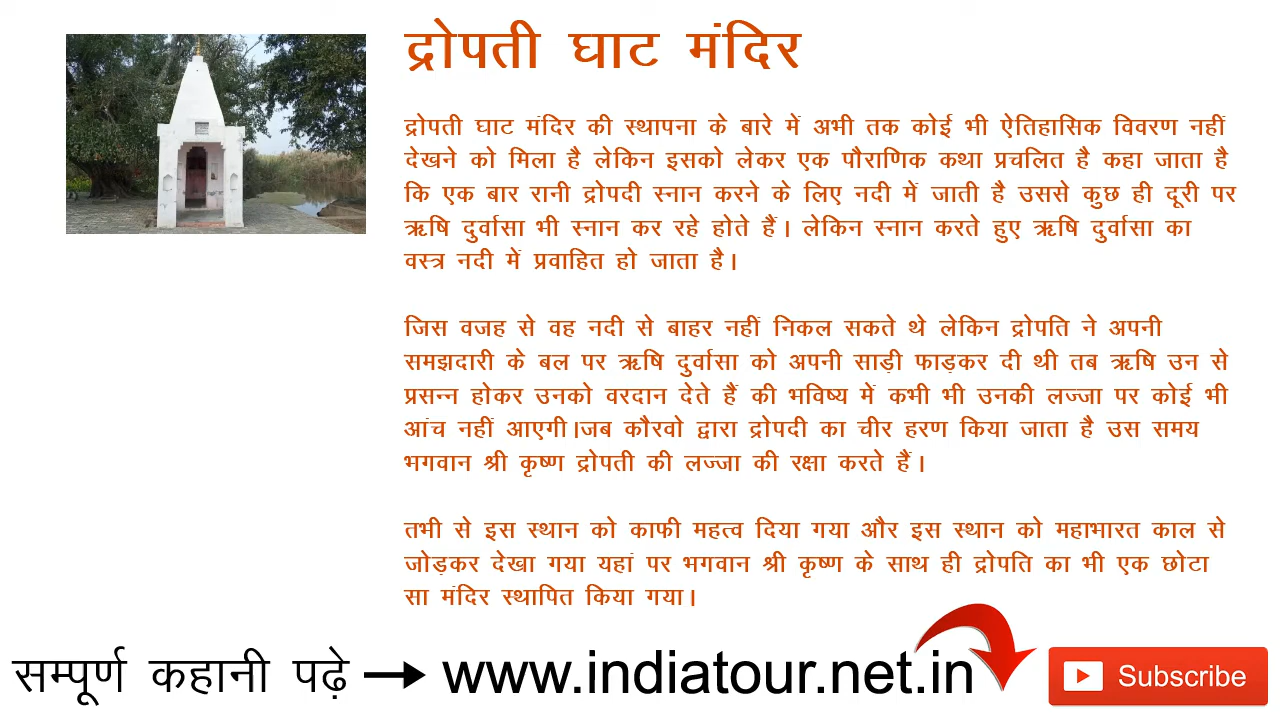 द्रोपती घाट मंदिर
द्रोपती घाट मंदिर की स्थापना के बारे में अभी तक कोई भी ऐतिहासिक विवरण नहीं
देखने को मिला है लेकिन इसको लेकर एक पौराणिक कथा प्रचलित है कहा जाता है
कि एक बार रानी द्रोपदी स्नान करने के लिए नदी में जाती है उससे कुछ ही दूरी पर
ऋषि दुर्वासा भी स्नान कर रहे होते हैं। लेकिन स्नान करते हुए ऋषि दुर्वासा का
वस्त्र नदी में प्रवाहित हो जाता है।
जिस वजह से वह नदी से बाहर नहीं निकल सकते थे लेकिन द्रोपति ने अपनी
समझदारी के बल पर ऋषि दुर्वासा को अपनी साड़ी फाड़कर दी थी तब ऋषि उन से
प्रसन्न होकर उनको वरदान देते हैं की भविष्य में कभी भी उनकी लज्जा पर कोई भी
आंच नहीं आएगी।जब कौरवो द्वारा द्रोपदी का चीर हरण किया जाता है उस समय
भगवान श्री कृष्ण द्रोपती की लज्जा की रक्षा करते हैं।
तभी से इस स्थान को काफी महत्व दिया गया और इस स्थान को महाभारत काल से
जोड़कर देखा गया यहां पर भगवान श्री कृष्ण के साथ ही द्रोपति का भी एक छोटा
सा मंदिर स्थापित किया गया।
सम्पूर्ण कहानी पढ़े www.indiatour.net.in Subscribe